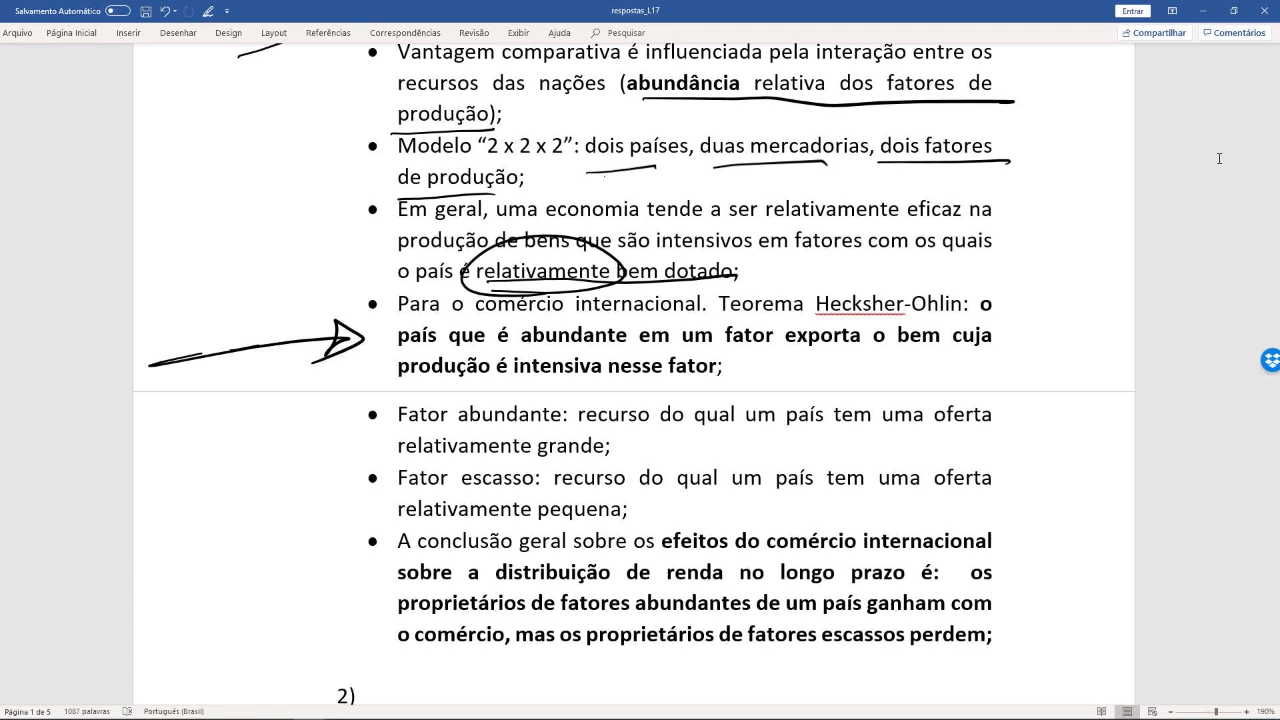 Salvamento Automático
respostas_L17
Entrar
Arquivo Página Inicial Inserir Desenhar Design Layout Referências Correspondências Revisão Exibir Ajuda Pesquisar Compartilhar Comentários
• Vantagem comparativa é influenciada pela interação entre os
recursos das nações (abundância relativa dos fatores de
produção);
• Modelo “2 x 2 x 2”: dois países, duas mercadorias, dois fatores
de produção;
• Em geral, uma economia tende a ser relativamente eficaz na
produção de bens que são intensivos em fatores com os quais
o país é relativamente bem dotado;
• Para o comércio internacional. Teorema Hecksher-Ohlin: o
país que é abundante em um fator exporta o bem cuja
produção é intensiva nesse fator;
• Fator abundante: recurso do qual um país tem uma oferta
relativamente grande;
• Fator escasso: recurso do qual um país tem uma oferta
relativamente pequena;
• A conclusão geral sobre os efeitos do comércio internacional
sobre a distribuição de renda no longo prazo é: os
proprietários de fatores abundantes de um país ganham com
o comércio, mas os proprietários de fatores escassos perdem;
2)
Página 1 de 5 1087 palavras Português (Brasil) 190%